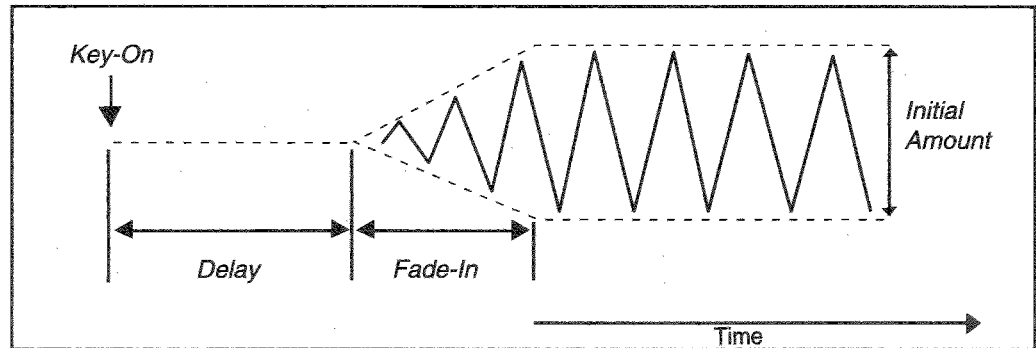 Key-On
Initial
Amount
Delay
Fade-In
Time